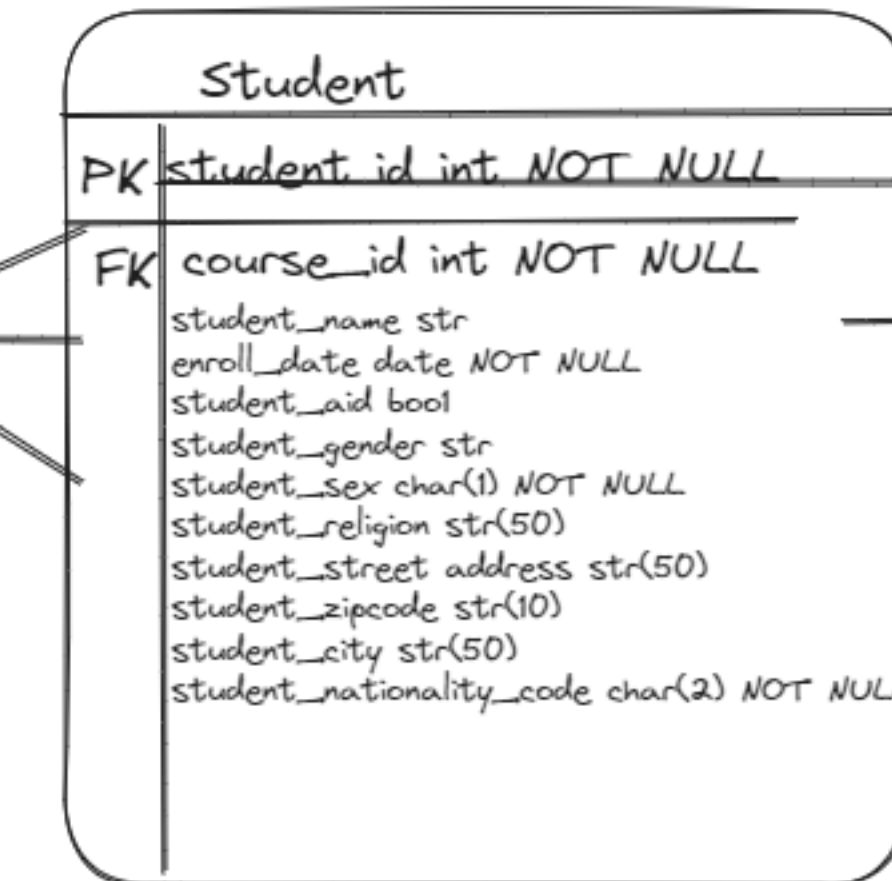 Student
PK student_id int NOT NULL
FK course_id int NOT NULL
student_name str
enroll_date date NOT NULL
student_aid bool
student_gender str
student_sex char(1) NOT NULL
student_religion str(50)
student_street address str(50)
student_zipcode str(10)
student_city str(50)
student_nationality_code char(2) NOT NUL